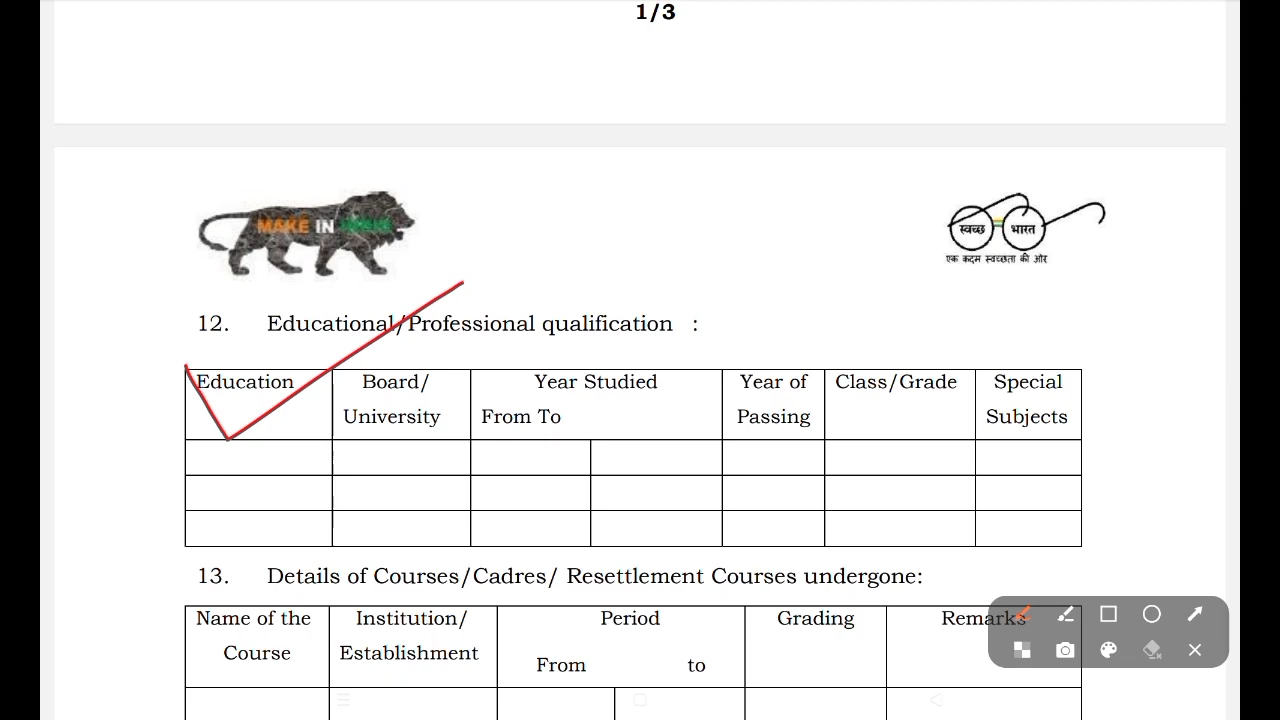 1/3
MAKE IN INDIA
स्वच्छ भारत
एक कदम स्वच्छता की ओर
12. Educational/Professional qualification :
Education Board/ University Year Studied From To Year of Passing Class/Grade Special Subjects
13. Details of Courses/Cadres/ Resettlement Courses undergone:
Name of the Course Institution/ Establishment Period From to Grading Remarks